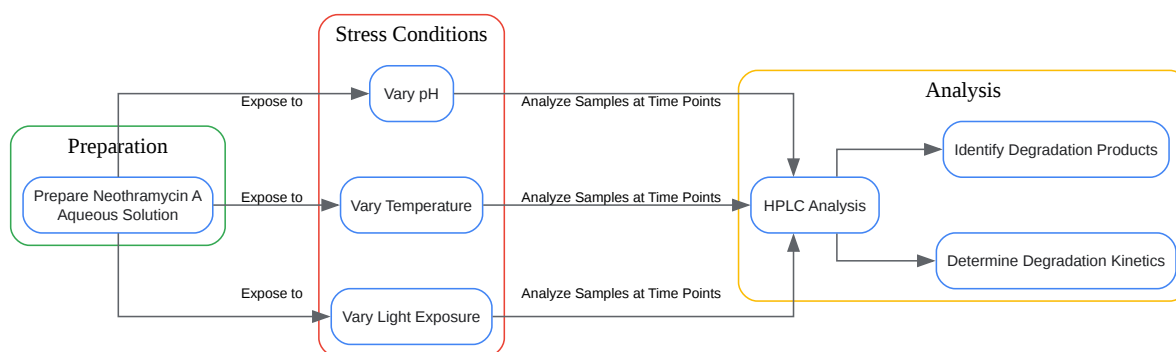 Preparation
Prepare Neothramycin A
Aqueous Solution
Expose to
Expose to
Expose to
Stress Conditions
Vary pH
Vary Temperature
Vary Light Exposure
Analyze Samples at Time Points
Analyze Samples at Time Points
Analyze Samples at Time Points
Analysis
HPLC Analysis
Identify Degradation Products
Determine Degradation Kinetics